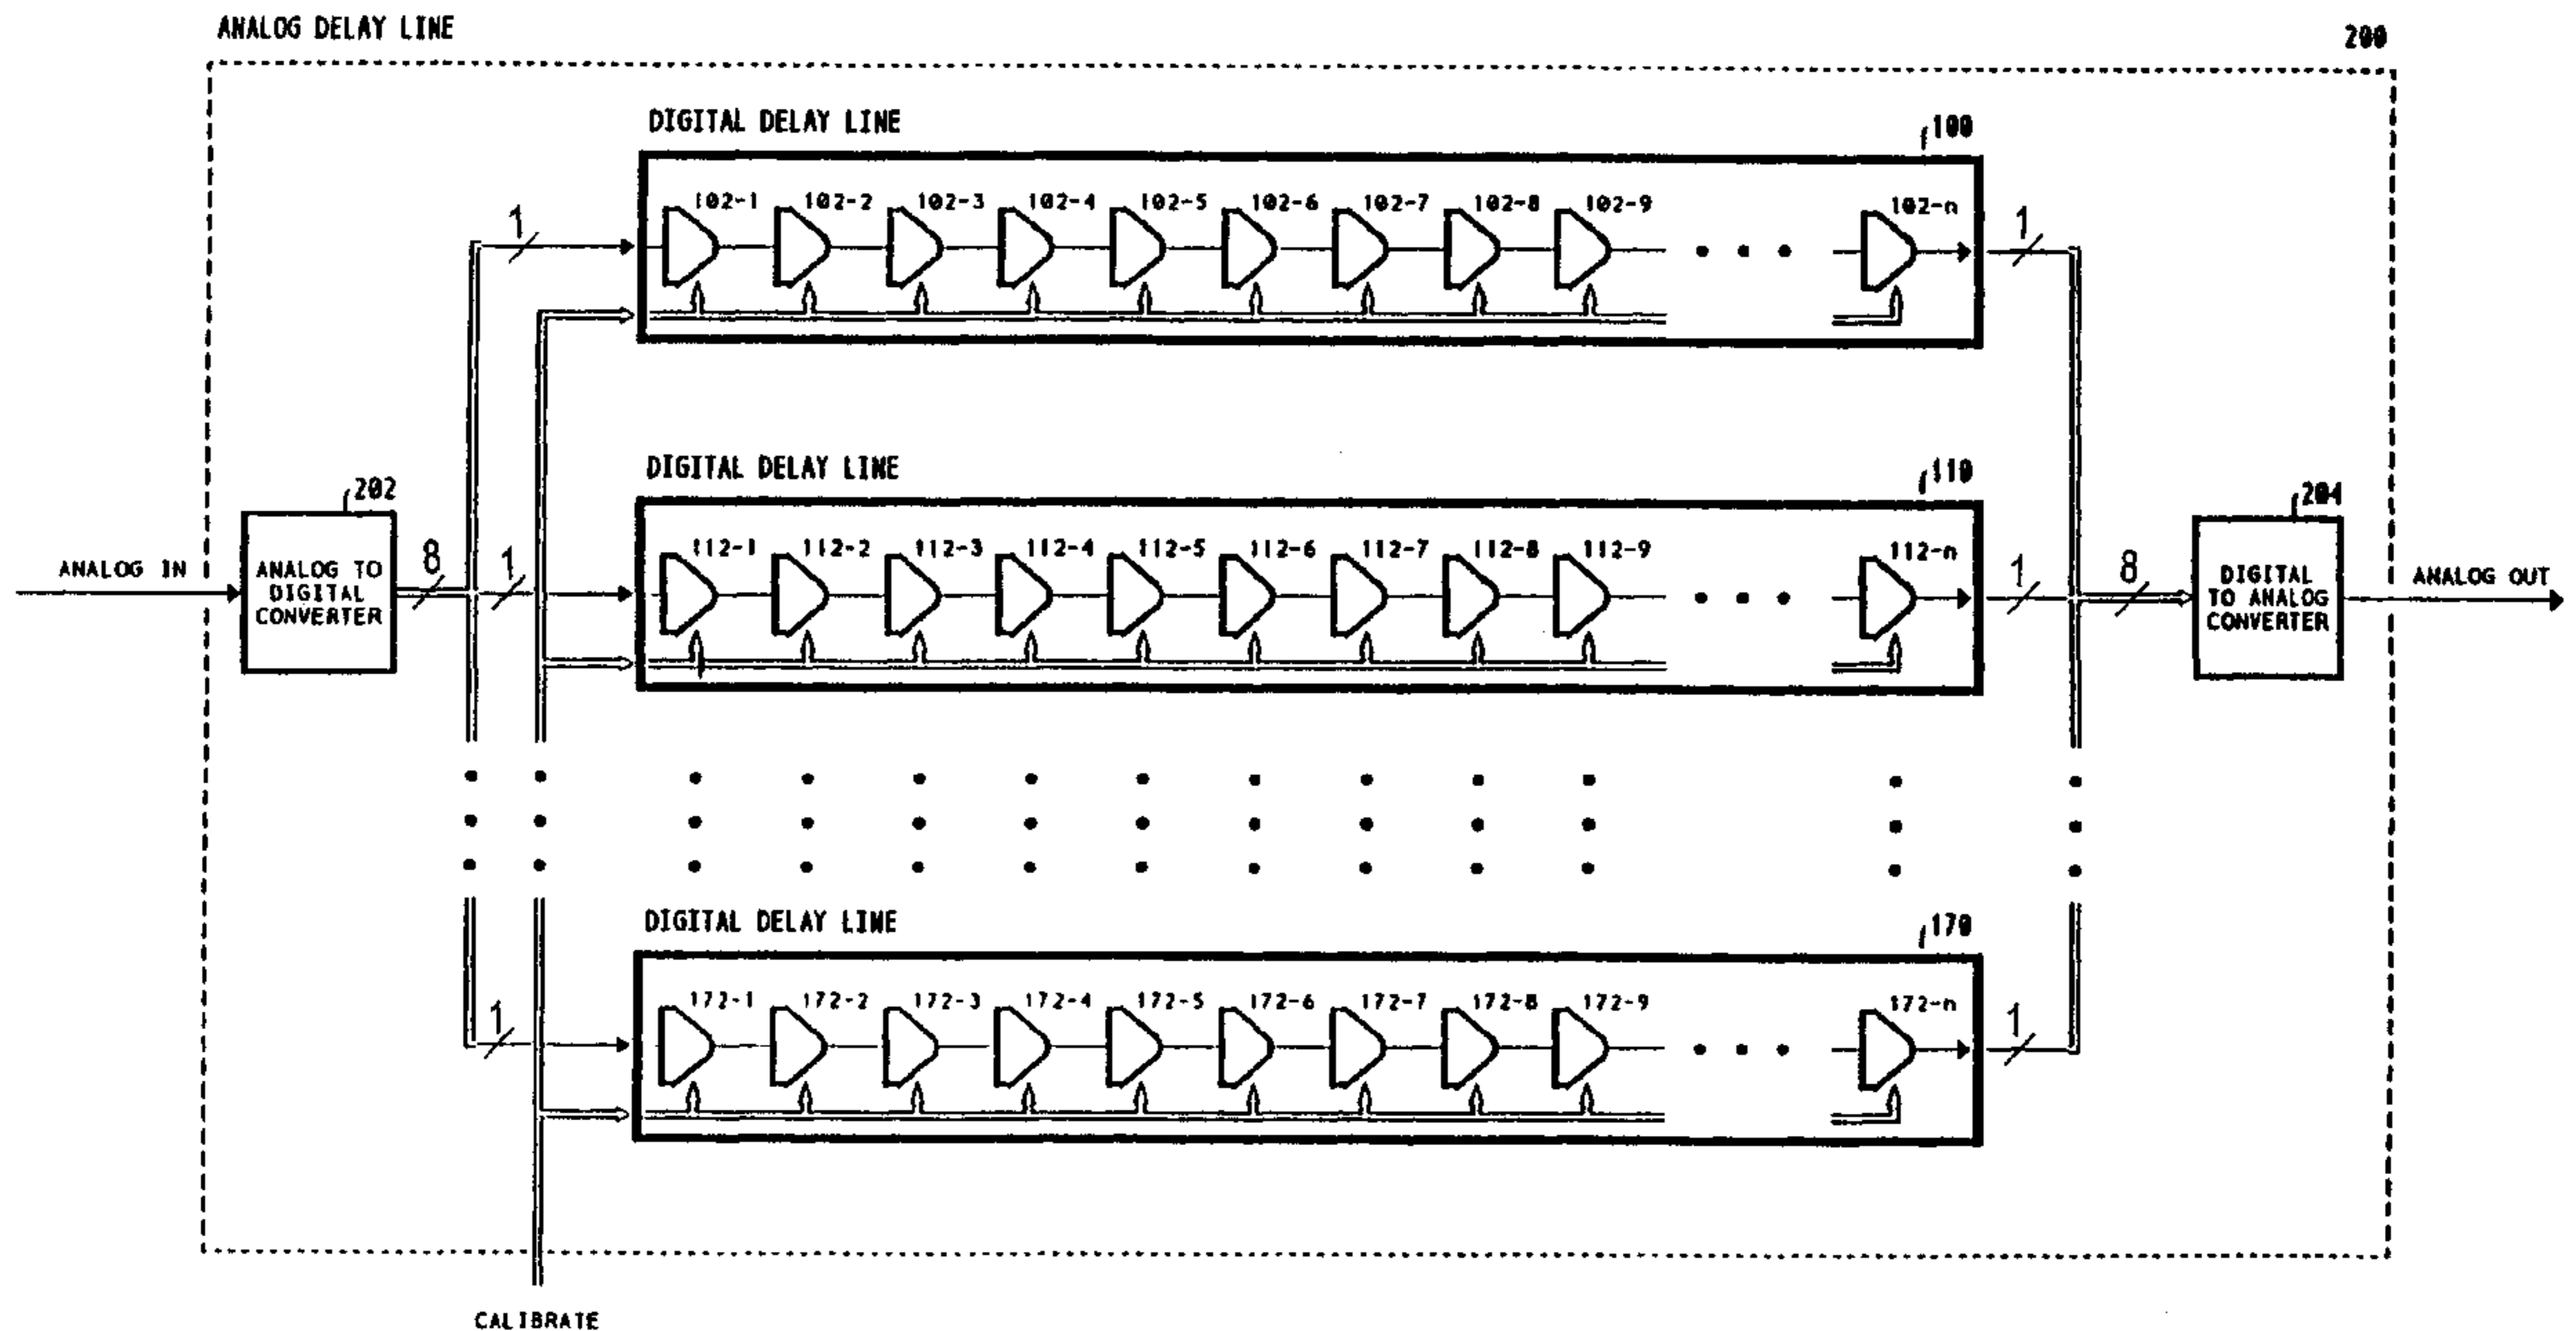 ANALOG DELAY LINE
200
DIGITAL DELAY LINE
100
102-1 102-2 102-3 102-4 102-5 102-6 102-7 102-8 102-9 102-n
1
1
DIGITAL DELAY LINE
110
202
204
112-1 112-2 112-3 112-4 112-5 112-6 112-7 112-8 112-9 112-n
ANALOG IN
ANALOG TO
DIGITAL
CONVERTER
8
1
1
8
DIGITAL
TO ANALOG
CONVERTER
ANALOG OUT
DIGITAL DELAY LINE
170
172-1 172-2 172-3 172-4 172-5 172-6 172-7 172-8 172-9 172-n
1
1
CALIBRATE